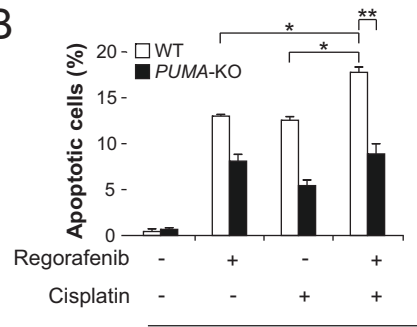 B
**
*
*
Apoptotic cells (%)
20
15
10
5
0
WT
PUMA-KO
Regorafenib - + - +
Cisplatin - - + +